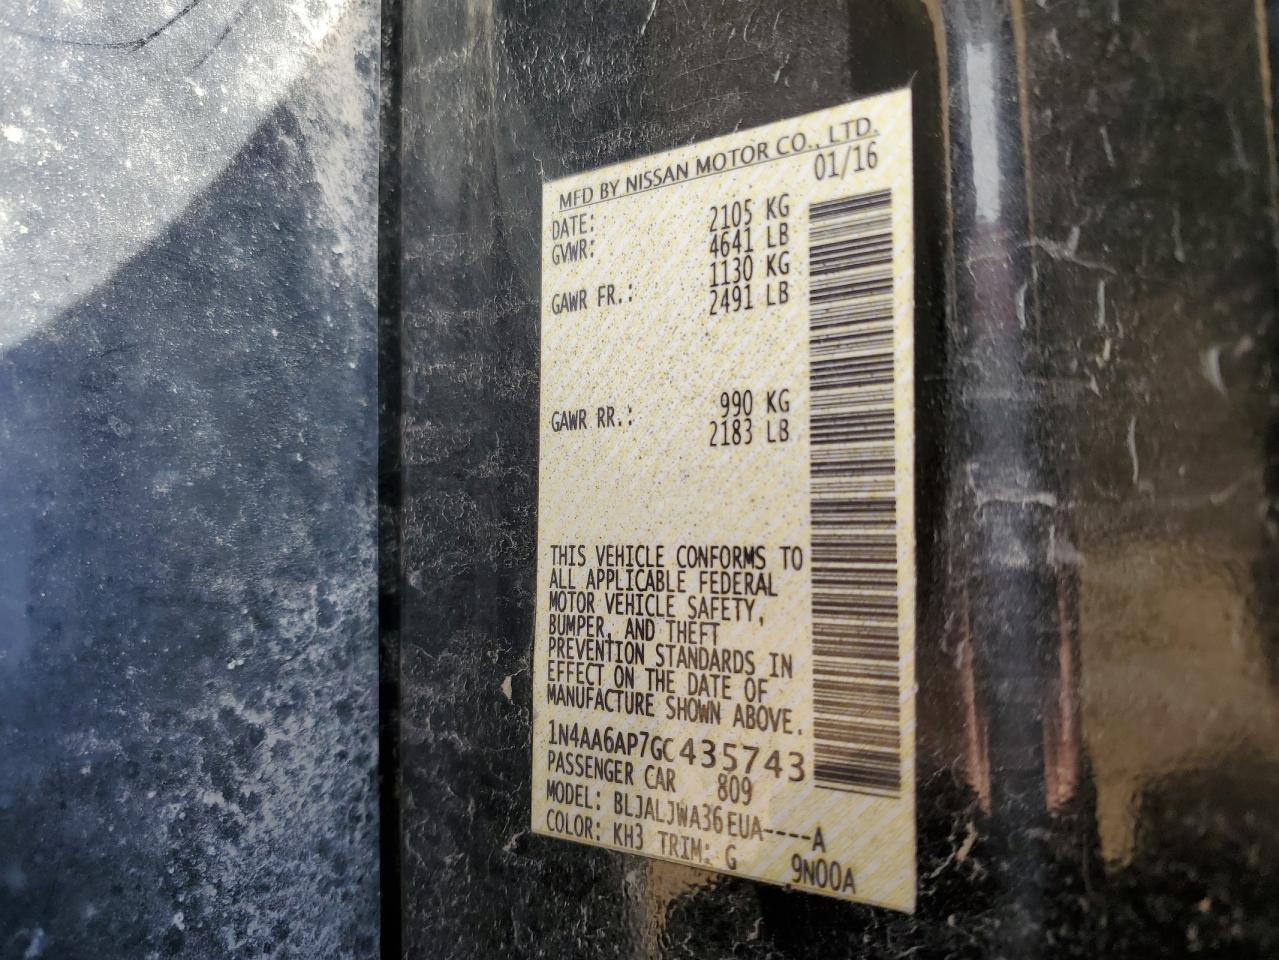 MFD BY NISSAN MOTOR CO., LTD.
DATE: 01/16
GVWR: 2105 KG
4641 LB
GAWR FR.: 1130 KG
2491 LB
GAWR RR.: 990 KG
2183 LB
THIS VEHICLE CONFORMS TO
ALL APPLICABLE FEDERAL
MOTOR VEHICLE SAFETY,
BUMPER, AND THEFT
PREVENTION STANDARDS IN
EFFECT ON THE DATE OF
MANUFACTURE SHOWN ABOVE.
1N4AA6AP7GC435743
PASSENGER CAR 809
MODEL: BLJALJWA36EUA----A
COLOR: KH3 TRIM: G 9N00A